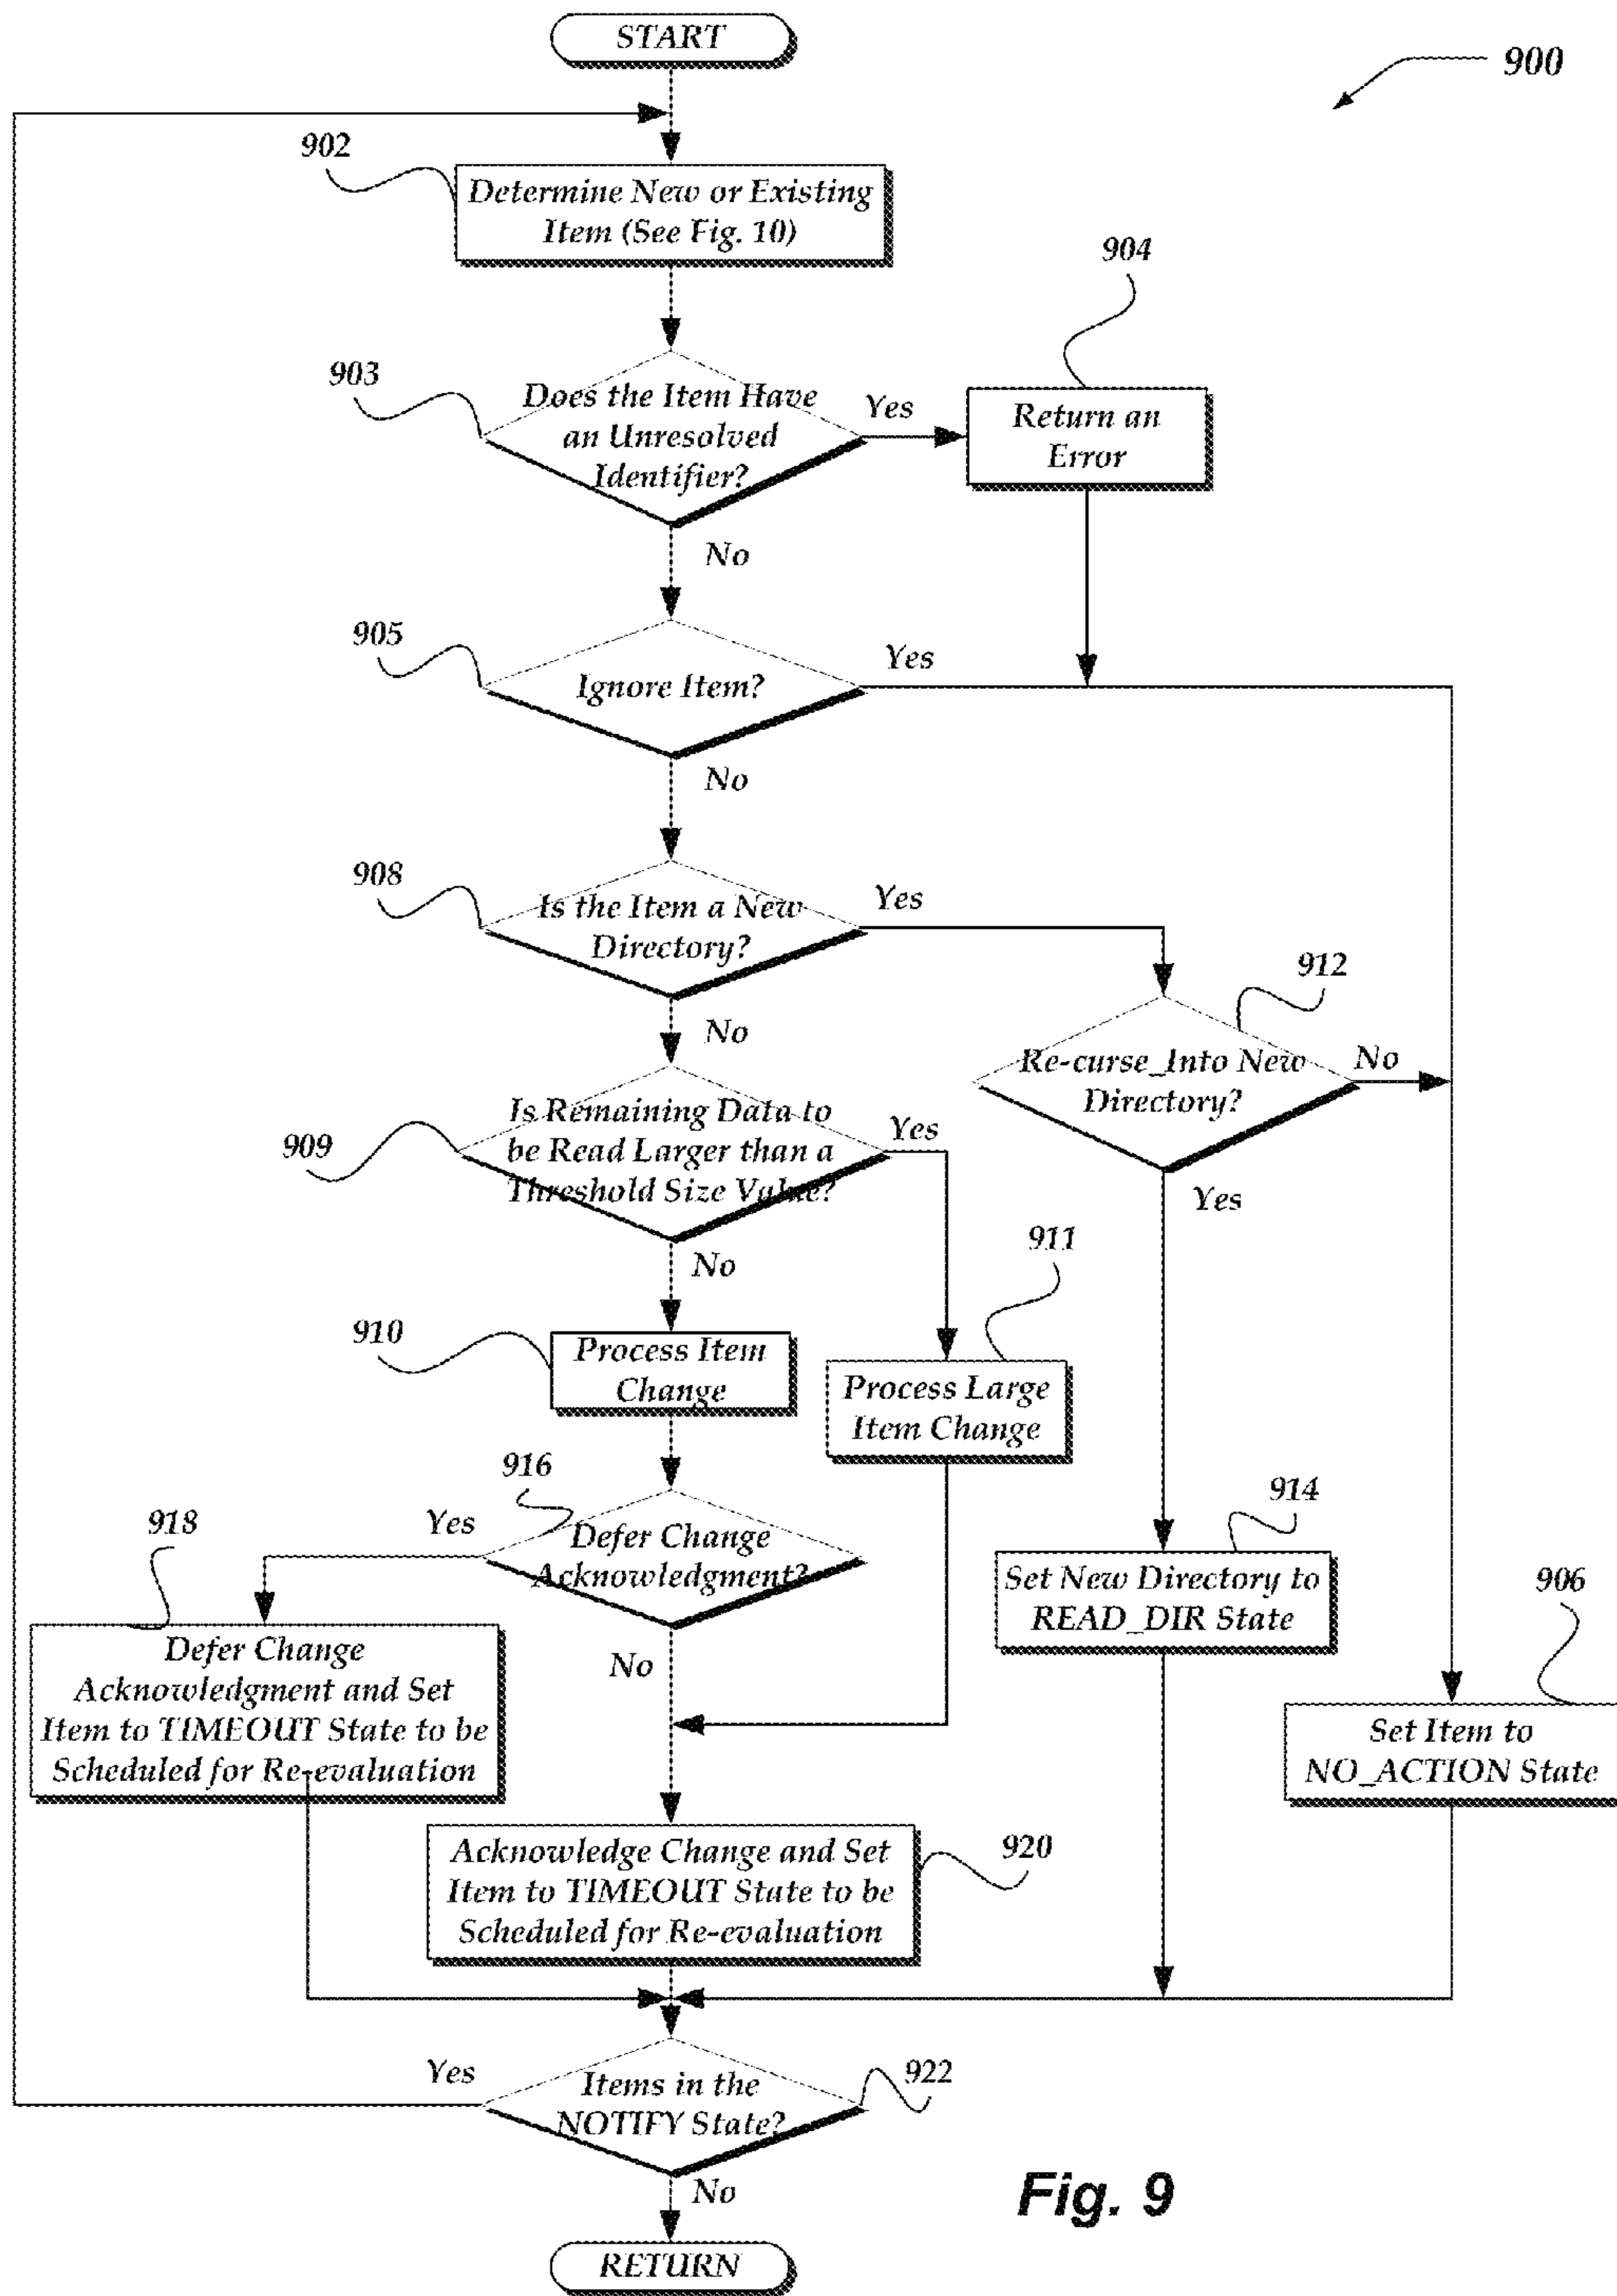 START
900
902
Determine New or Existing
Item (See Fig. 10)
904
903
Does the Item Have
an Unresolved
Identifier?
Yes
Return an
Error
No
905
Ignore Item?
Yes
No
908
Is the Item a New
Directory?
Yes
912
No
Re-curse_Into New
Directory?
No
909
Is Remaining Data to
be Read Larger than a
Threshold Size Value?
Yes
Yes
911
No
910
Process Item
Change
Process Large
Item Change
916
914
918
Yes
Defer Change
Acknowledgment?
Set New Directory to
READ_DIR State
906
Defer Change
Acknowledgment and Set
Item to TIMEOUT State to be
Scheduled for Re-evaluation
No
Set Item to
NO_ACTION State
Acknowledge Change and Set
Item to TIMEOUT State to be
Scheduled for Re-evaluation
920
Yes
Items in the
NOTIFY State?
922
No
Fig. 9
RETURN